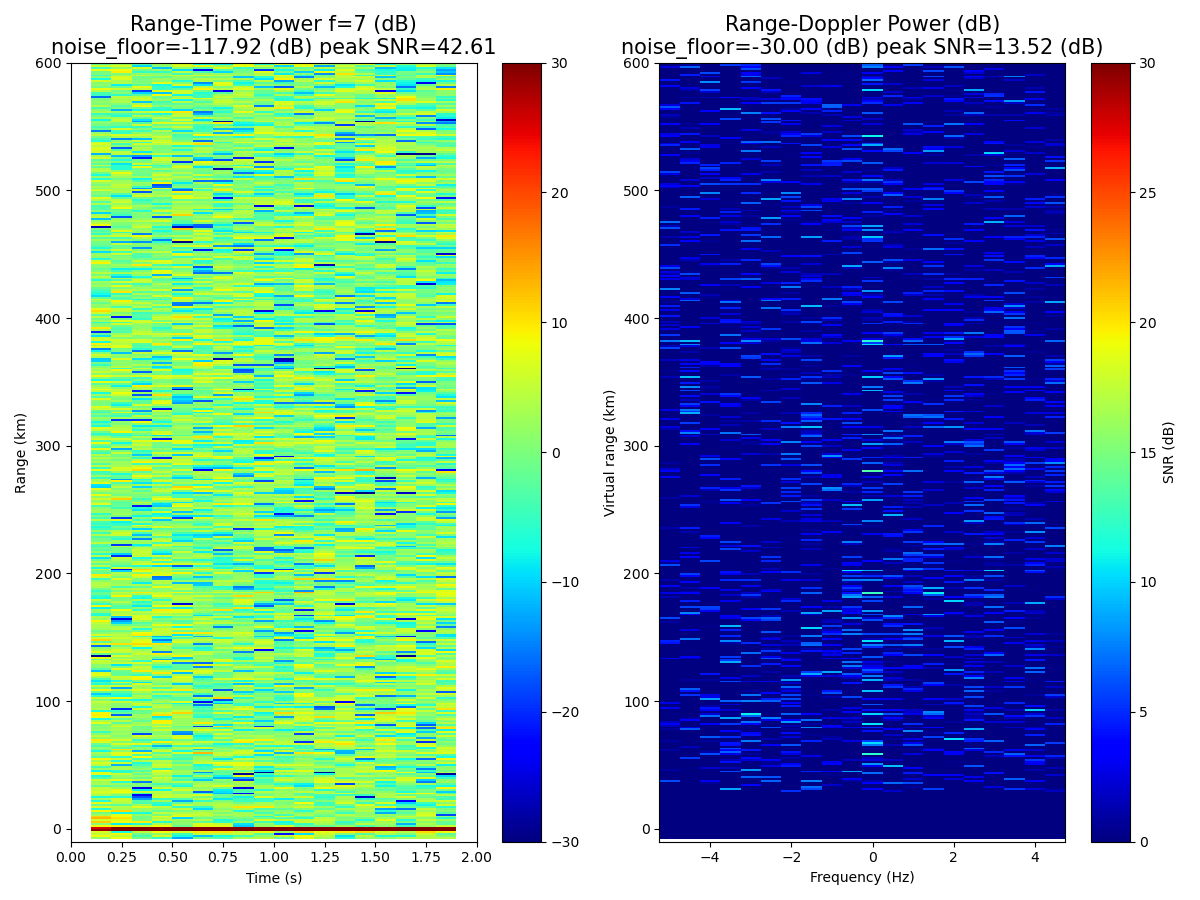 Range-Time Power f=7 (dB)
noise_floor=-117.92 (dB) peak SNR=42.61
600
500
400
300
200
100
0
Range (km)
0.00 0.25 0.50 0.75 1.00 1.25 1.50 1.75 2.00
Time (s)
30
20
10
0
−10
−20
−30
Range-Doppler Power (dB)
noise_floor=-30.00 (dB) peak SNR=13.52 (dB)
600
500
400
300
200
100
0
Virtual range (km)
−4 −2 0 2 4
Frequency (Hz)
30
25
20
15
10
5
0
SNR (dB)